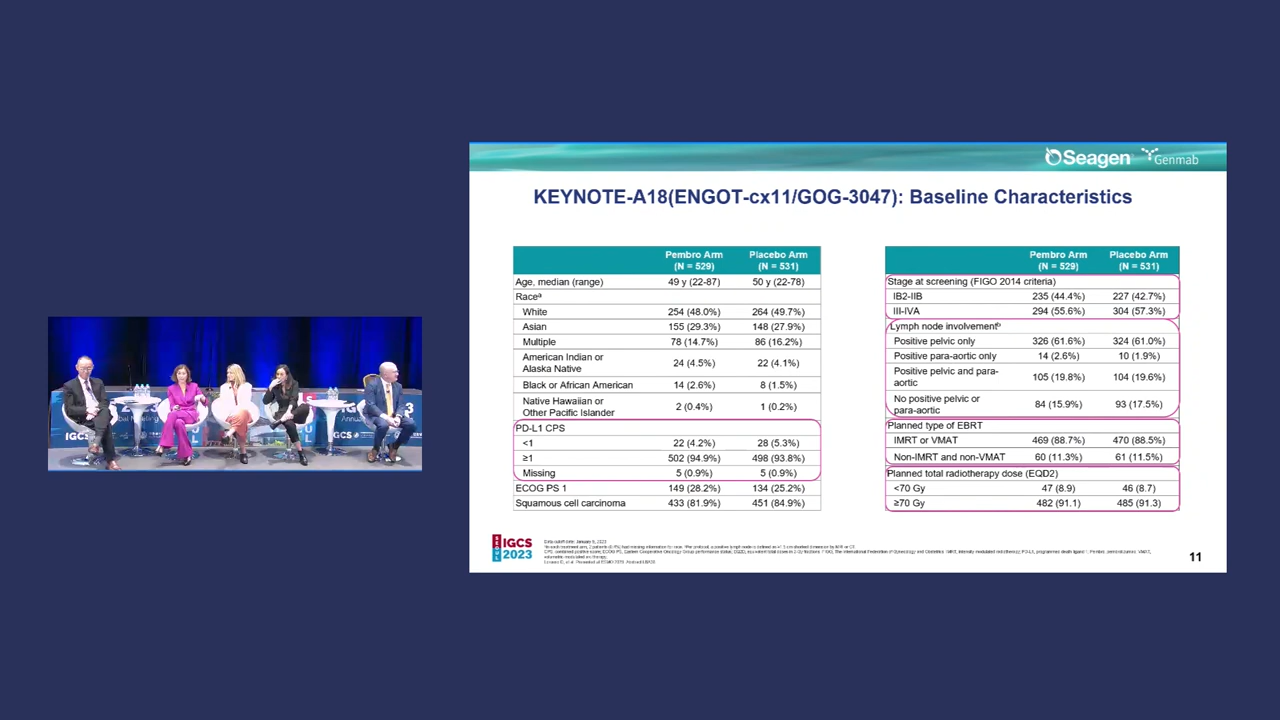 Seagen Genmab
KEYNOTE-A18(ENGOT-cx11/GOG-3047): Baseline Characteristics
Pembro Arm (N = 529) Placebo Arm (N = 531)
Age, median (range) 49 y (22-87) 50 y (22-78)
Raceᵃ
White 254 (48.0%) 264 (49.7%)
Asian 155 (29.3%) 148 (27.9%)
Multiple 78 (14.7%) 86 (16.2%)
American Indian or Alaska Native 24 (4.5%) 22 (4.1%)
Black or African American 14 (2.6%) 8 (1.5%)
Native Hawaiian or Other Pacific Islander 2 (0.4%) 1 (0.2%)
PD-L1 CPS
<1 22 (4.2%) 28 (5.3%)
≥1 502 (94.9%) 498 (93.8%)
Missing 5 (0.9%) 5 (0.9%)
ECOG PS 1 149 (28.2%) 134 (25.2%)
Squamous cell carcinoma 433 (81.9%) 451 (84.9%)
Pembro Arm (N = 529) Placebo Arm (N = 531)
Stage at screening (FIGO 2014 criteria)
IB2-IIB 235 (44.4%) 227 (42.7%)
III-IVA 294 (55.6%) 304 (57.3%)
Lymph node involvementᵇ
Positive pelvic only 326 (61.6%) 324 (61.0%)
Positive para-aortic only 14 (2.6%) 10 (1.9%)
Positive pelvic and para-aortic 105 (19.8%) 104 (19.6%)
No positive pelvic or para-aortic 84 (15.9%) 93 (17.5%)
Planned type of EBRT
IMRT or VMAT 469 (88.7%) 470 (88.5%)
Non-IMRT and non-VMAT 60 (11.3%) 61 (11.5%)
Planned total radiotherapy dose (EQD2)
<70 Gy 47 (8.9) 46 (8.7)
≥70 Gy 482 (91.1) 485 (91.3)
IGCS
2023
11
IGCS
IGCS